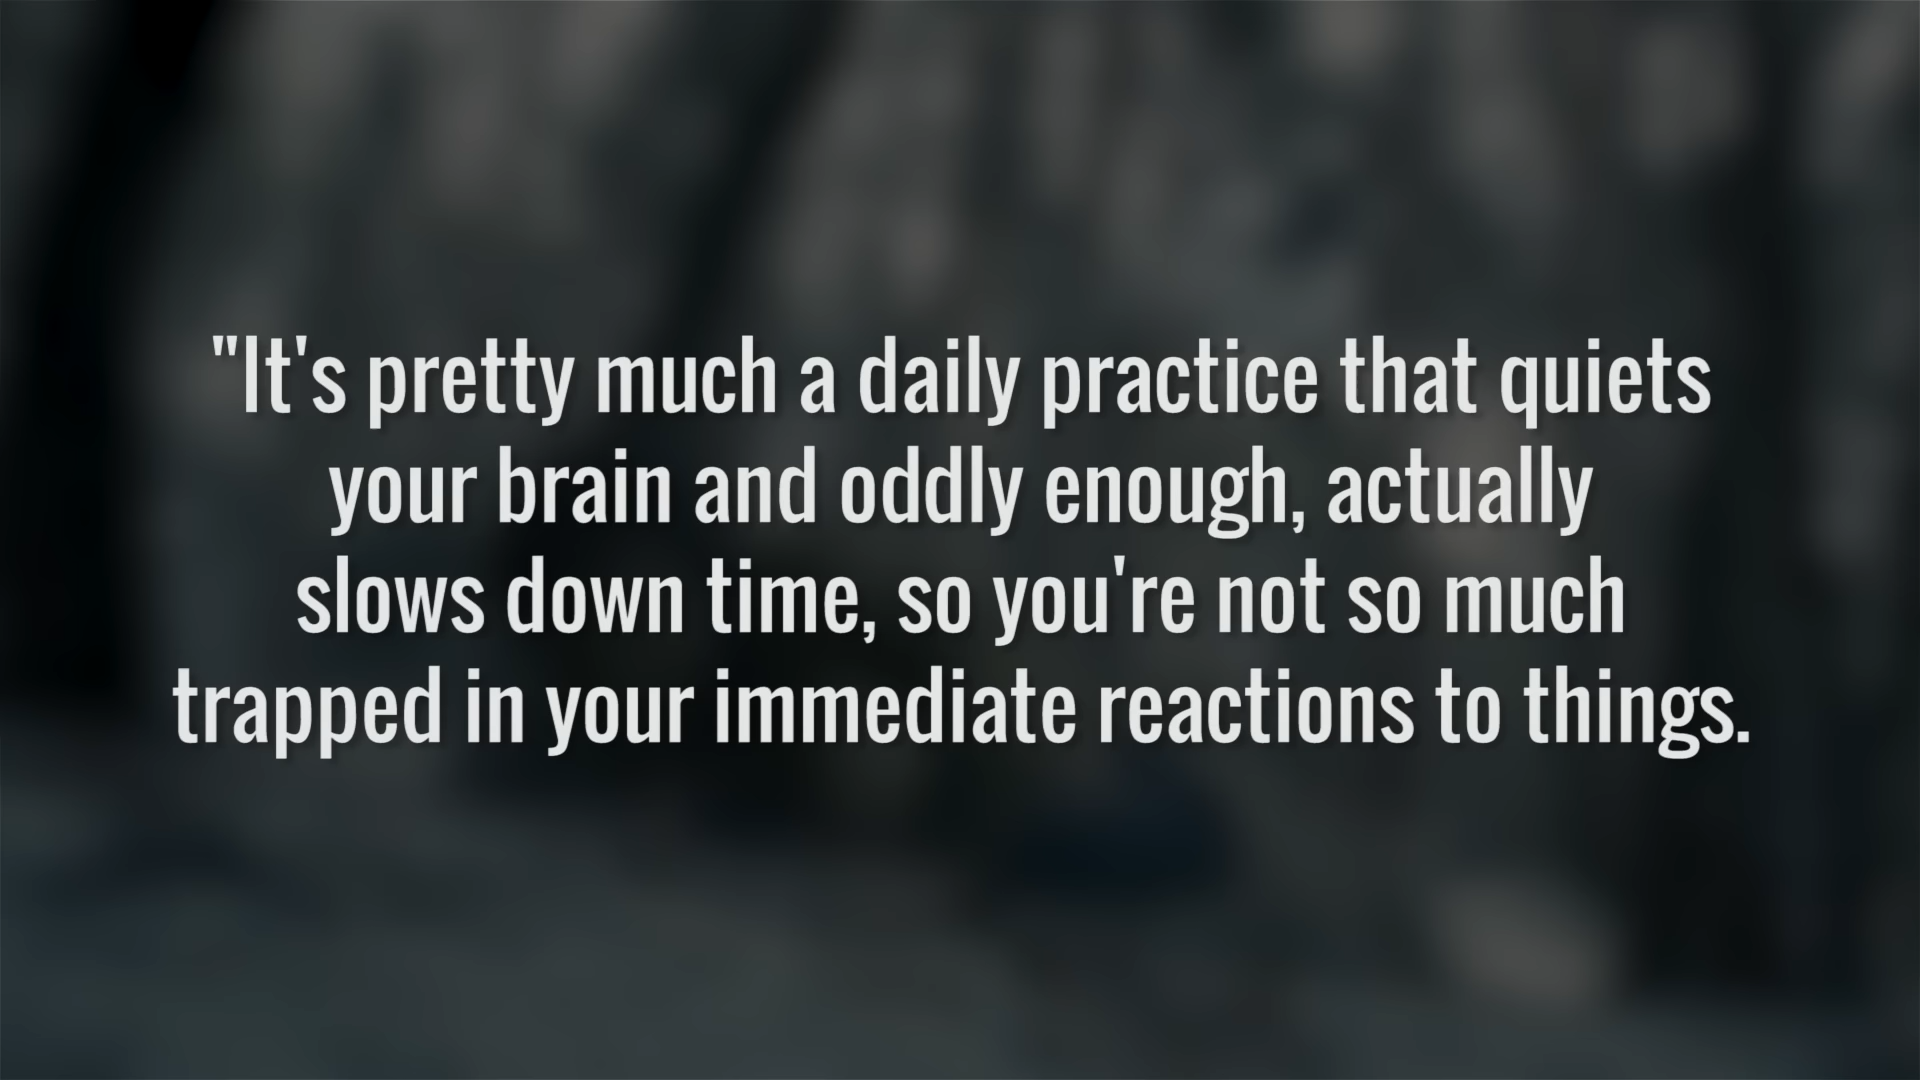 "It's pretty much a daily practice that quiets
your brain and oddly enough, actually
slows down time, so you're not so much
trapped in your immediate reactions to things.